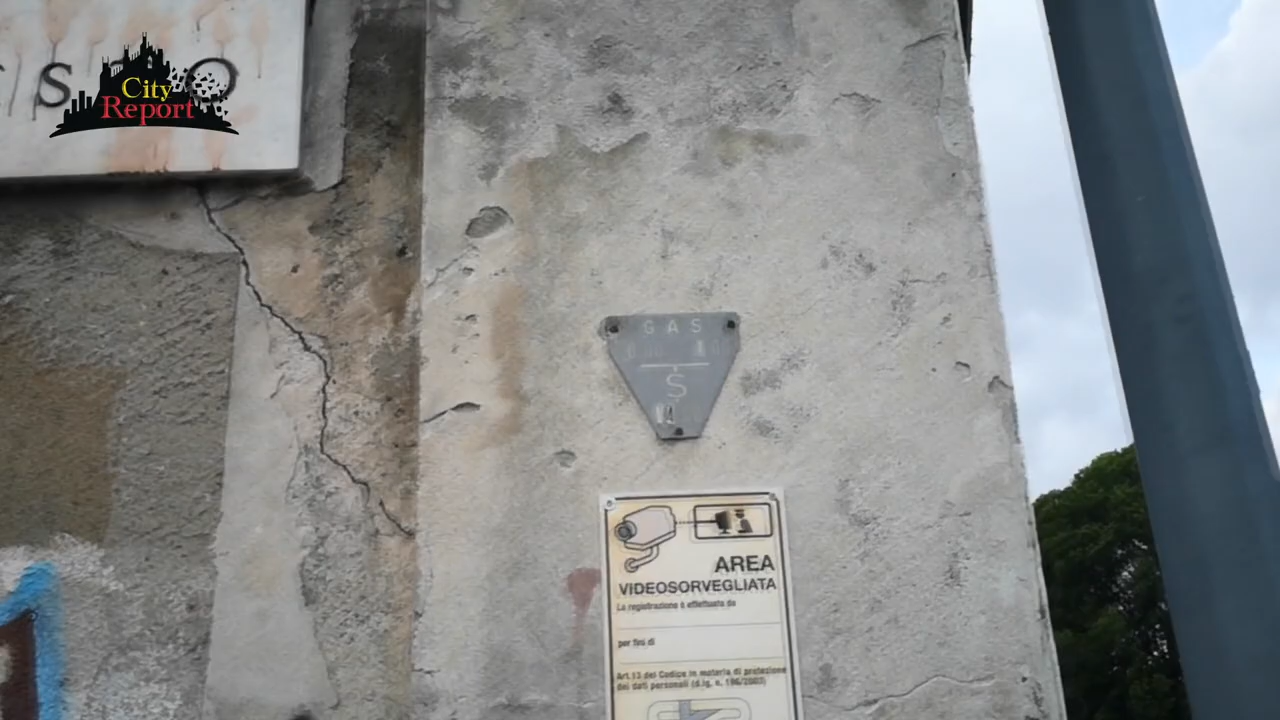 City
Report
GAS
S
AREA
VIDEOSORVEGLIATA
La registrazione è effettuata da
per fini di
Art.13 del Codice in materia di protezione
dei dati personali (d.lg. n. 196/2003)